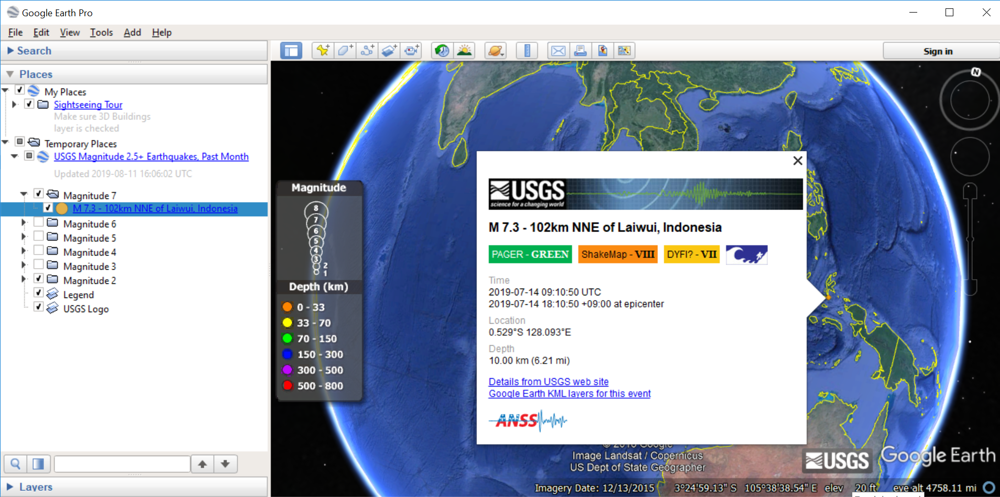 Google Earth Pro
File Edit View Tools Add Help
Search
Sign in
Places
My Places
Sightseeing Tour
Make sure 3D Buildings
layer is checked
Temporary Places
USGS Magnitude 2.5+ Earthquakes, Past Month
Updated 2019-08-11 16:06:02 UTC
Magnitude 7
M 7.3 - 102km NNE of Laiwui, Indonesia
Magnitude 6
Magnitude 5
Magnitude 4
Magnitude 3
Magnitude 2
Legend
USGS Logo
Layers
N
Magnitude
8
7
6
5
4
3
2
1
Depth (km)
0 - 33
33 - 70
70 - 150
150 - 300
300 - 500
500 - 800
USGS
science for a changing world
M 7.3 - 102km NNE of Laiwui, Indonesia
PAGER - GREEN ShakeMap - VIII DYFI? - VII
Time
2019-07-14 09:10:50 UTC
2019-07-14 18:10:50 +09:00 at epicenter
Location
0.529°S 128.093°E
Depth
10.00 km (6.21 mi)
Details from USGS web site
Google Earth KML layers for this event
ANSS
© 2018 Google
Image Landsat / Copernicus
US Dept of State Geographer
USGS
Google Earth
Imagery Date: 12/13/2015 3°24'59.13" S 105°38'38.54" E elev 20 ft eye alt 4758.11 mi